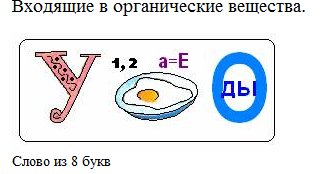 Входящие в органические вещества.
У 1, 2 а=Е О ды
Слово из 8 букв